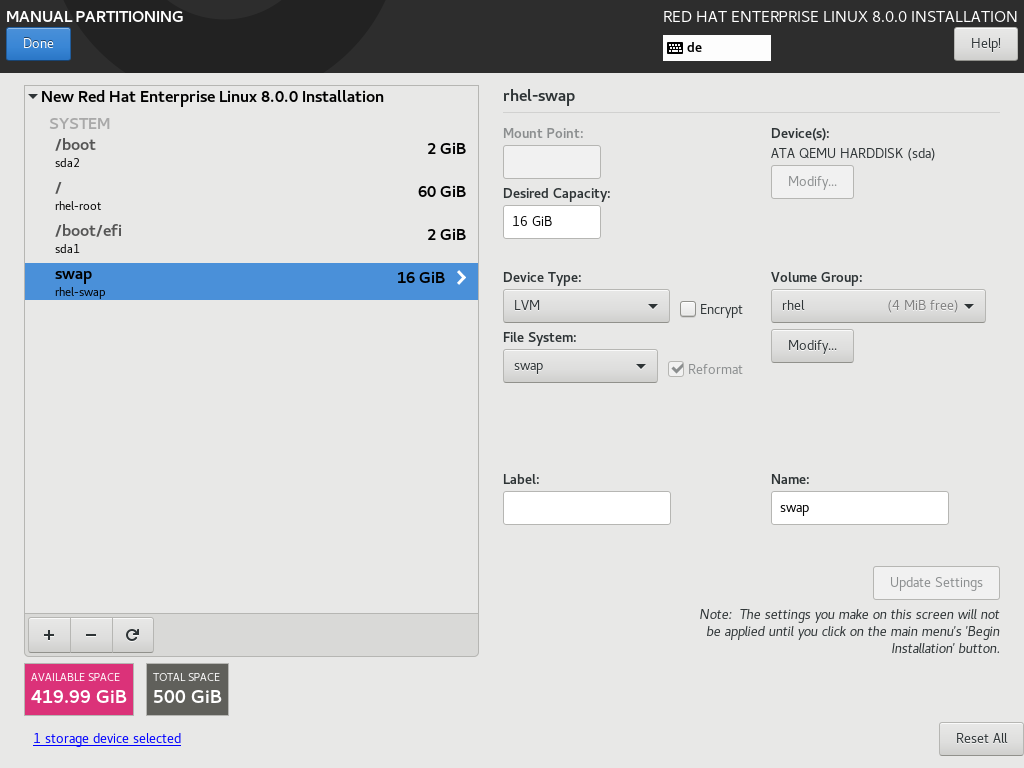 MANUAL PARTITIONING
RED HAT ENTERPRISE LINUX 8.0.0 INSTALLATION
Done
de
Help!
New Red Hat Enterprise Linux 8.0.0 Installation
SYSTEM
/boot
2 GiB
sda2
/
60 GiB
rhel-root
/boot/efi
2 GiB
sda1
swap
16 GiB
rhel-swap
+ −
AVAILABLE SPACE
419.99 GiB
TOTAL SPACE
500 GiB
1 storage device selected
rhel-swap
Mount Point:
Device(s):
ATA QEMU HARDDISK (sda)
Modify...
Desired Capacity:
16 GiB
Device Type:
LVM
Encrypt
Volume Group:
rhel (4 MiB free)
Modify...
File System:
swap
Reformat
Label:
Name:
swap
Update Settings
Note: The settings you make on this screen will not
be applied until you click on the main menu's 'Begin
Installation' button.
Reset All